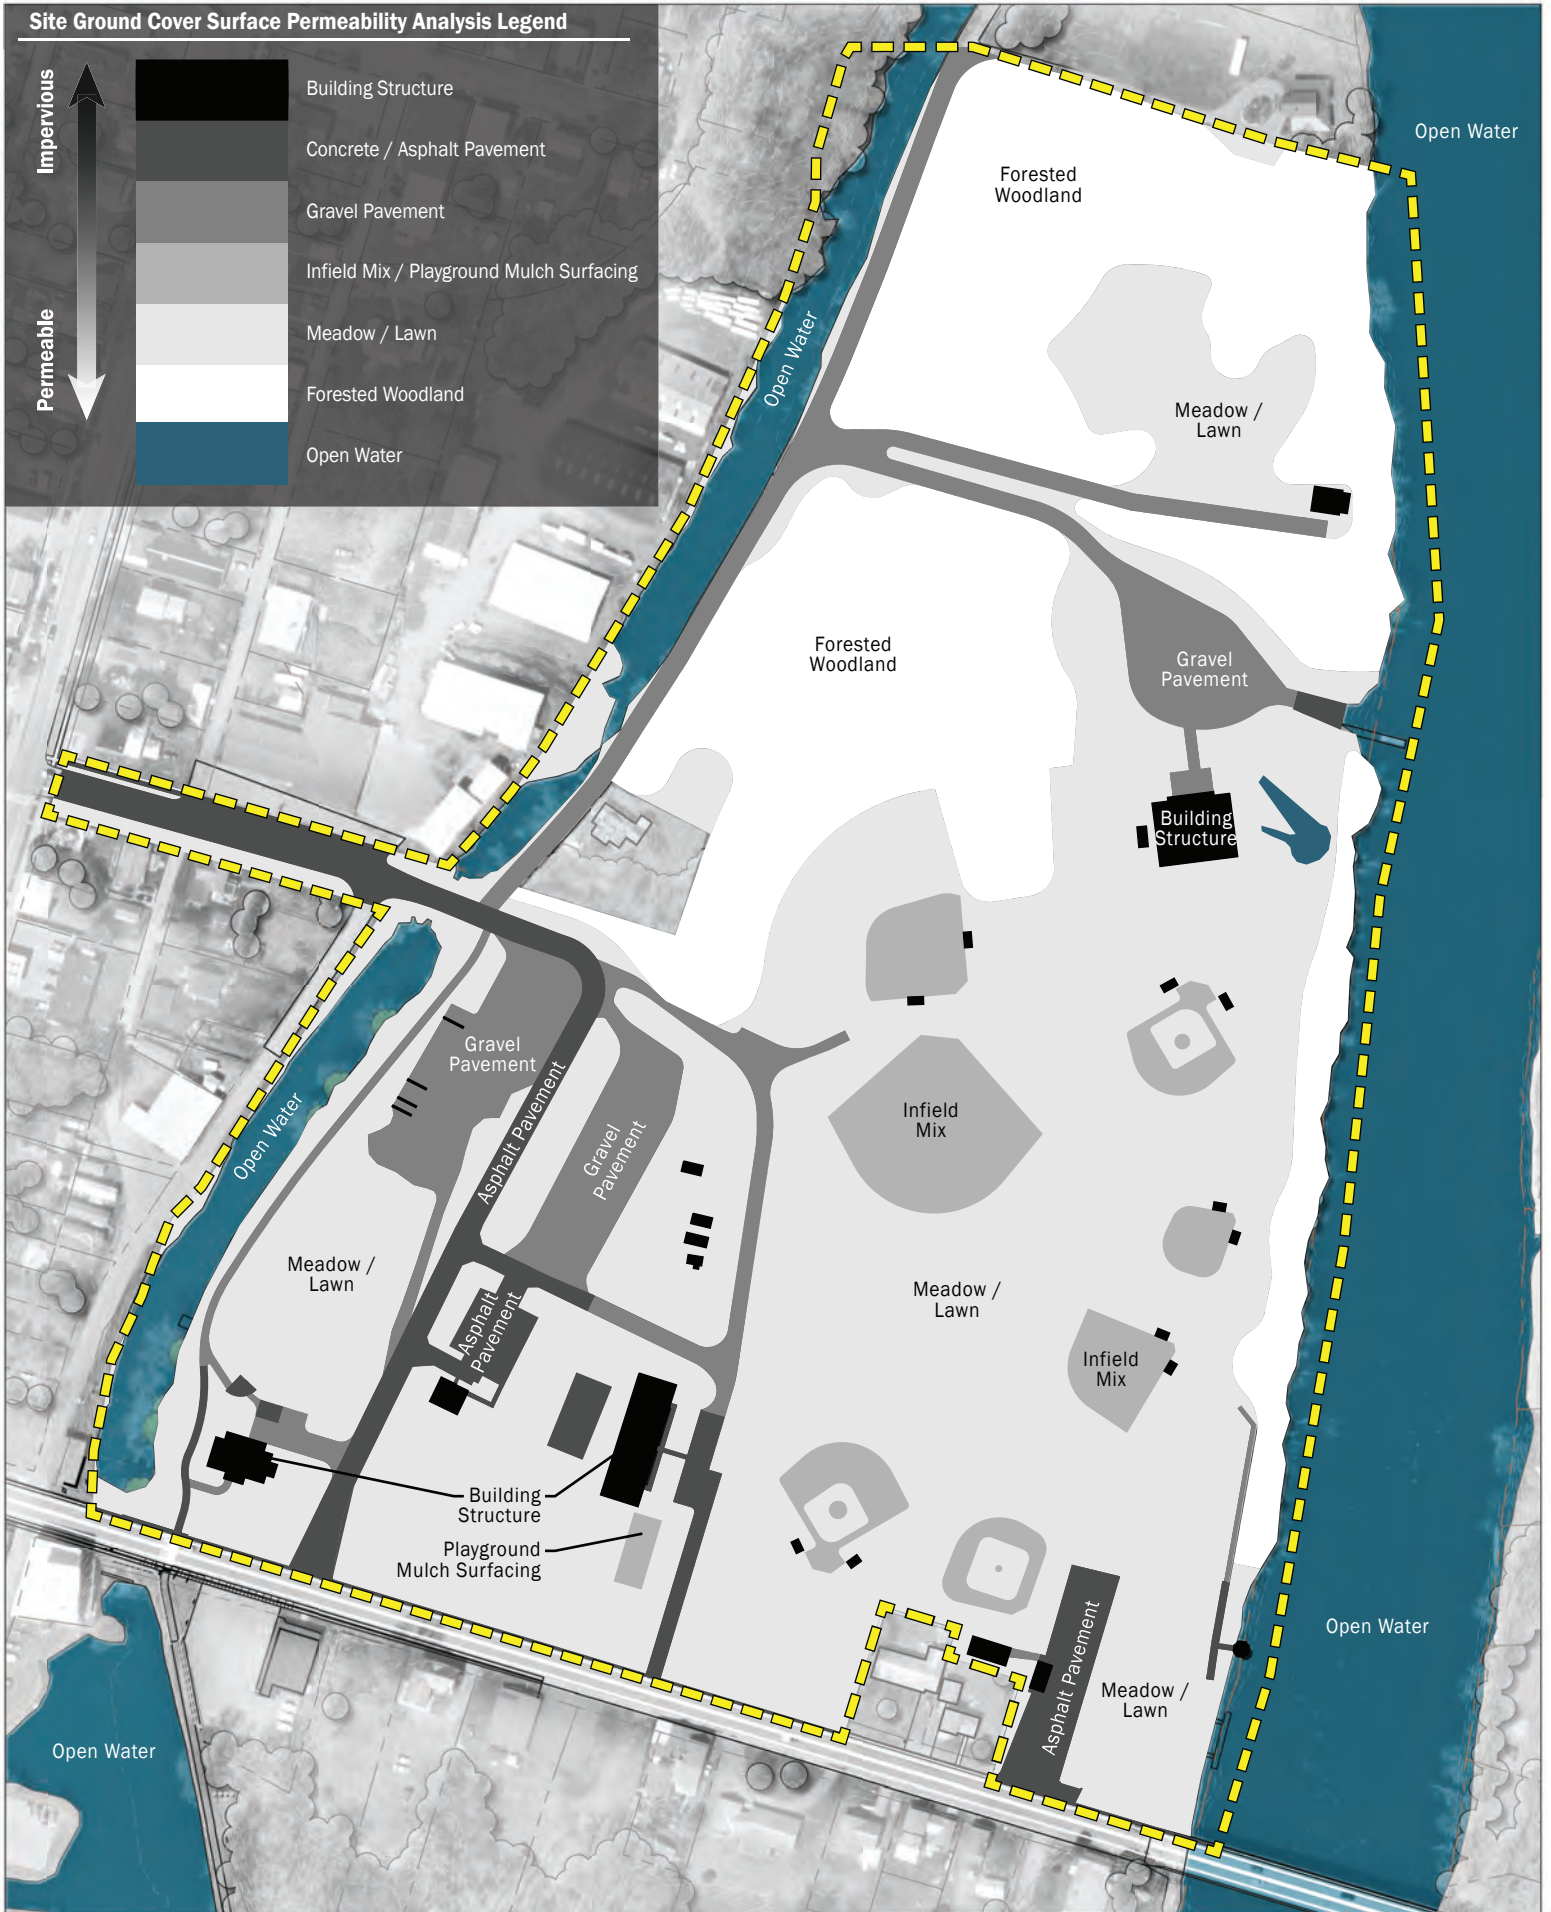 Site Ground Cover Surface Permeability Analysis Legend
Impervious
Permeable
Building Structure
Concrete / Asphalt Pavement
Gravel Pavement
Infield Mix / Playground Mulch Surfacing
Meadow / Lawn
Forested Woodland
Open Water
Open Water
Forested
Woodland
Open Water
Meadow /
Lawn
Forested
Woodland
Gravel
Pavement
Building
Structure
Gravel
Pavement
Asphalt Pavement
Gravel
Pavement
Infield
Mix
Open Water
Meadow /
Lawn
Meadow /
Lawn
Asphalt
Pavement
Infield
Mix
Building
Structure
Playground
Mulch Surfacing
Asphalt Pavement
Open Water
Meadow /
Lawn
Open Water